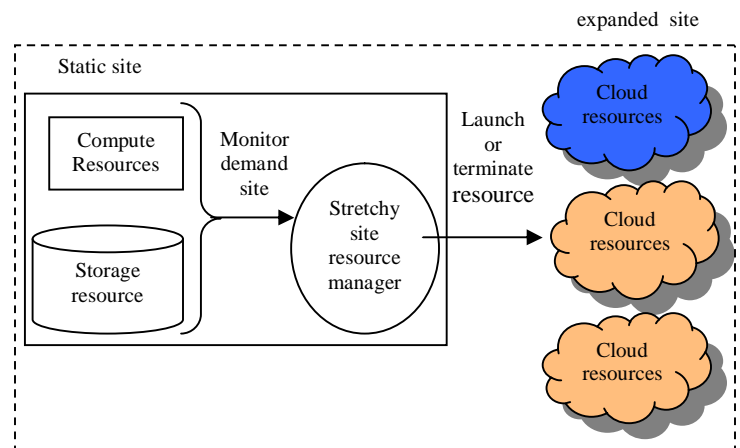 expanded site
Static site
Compute
Resources
Storage
resource
Monitor
demand
site
Stretchy
site
resource
manager
Launch
or
terminate
resource
Cloud
resources
Cloud
resources
Cloud
resources